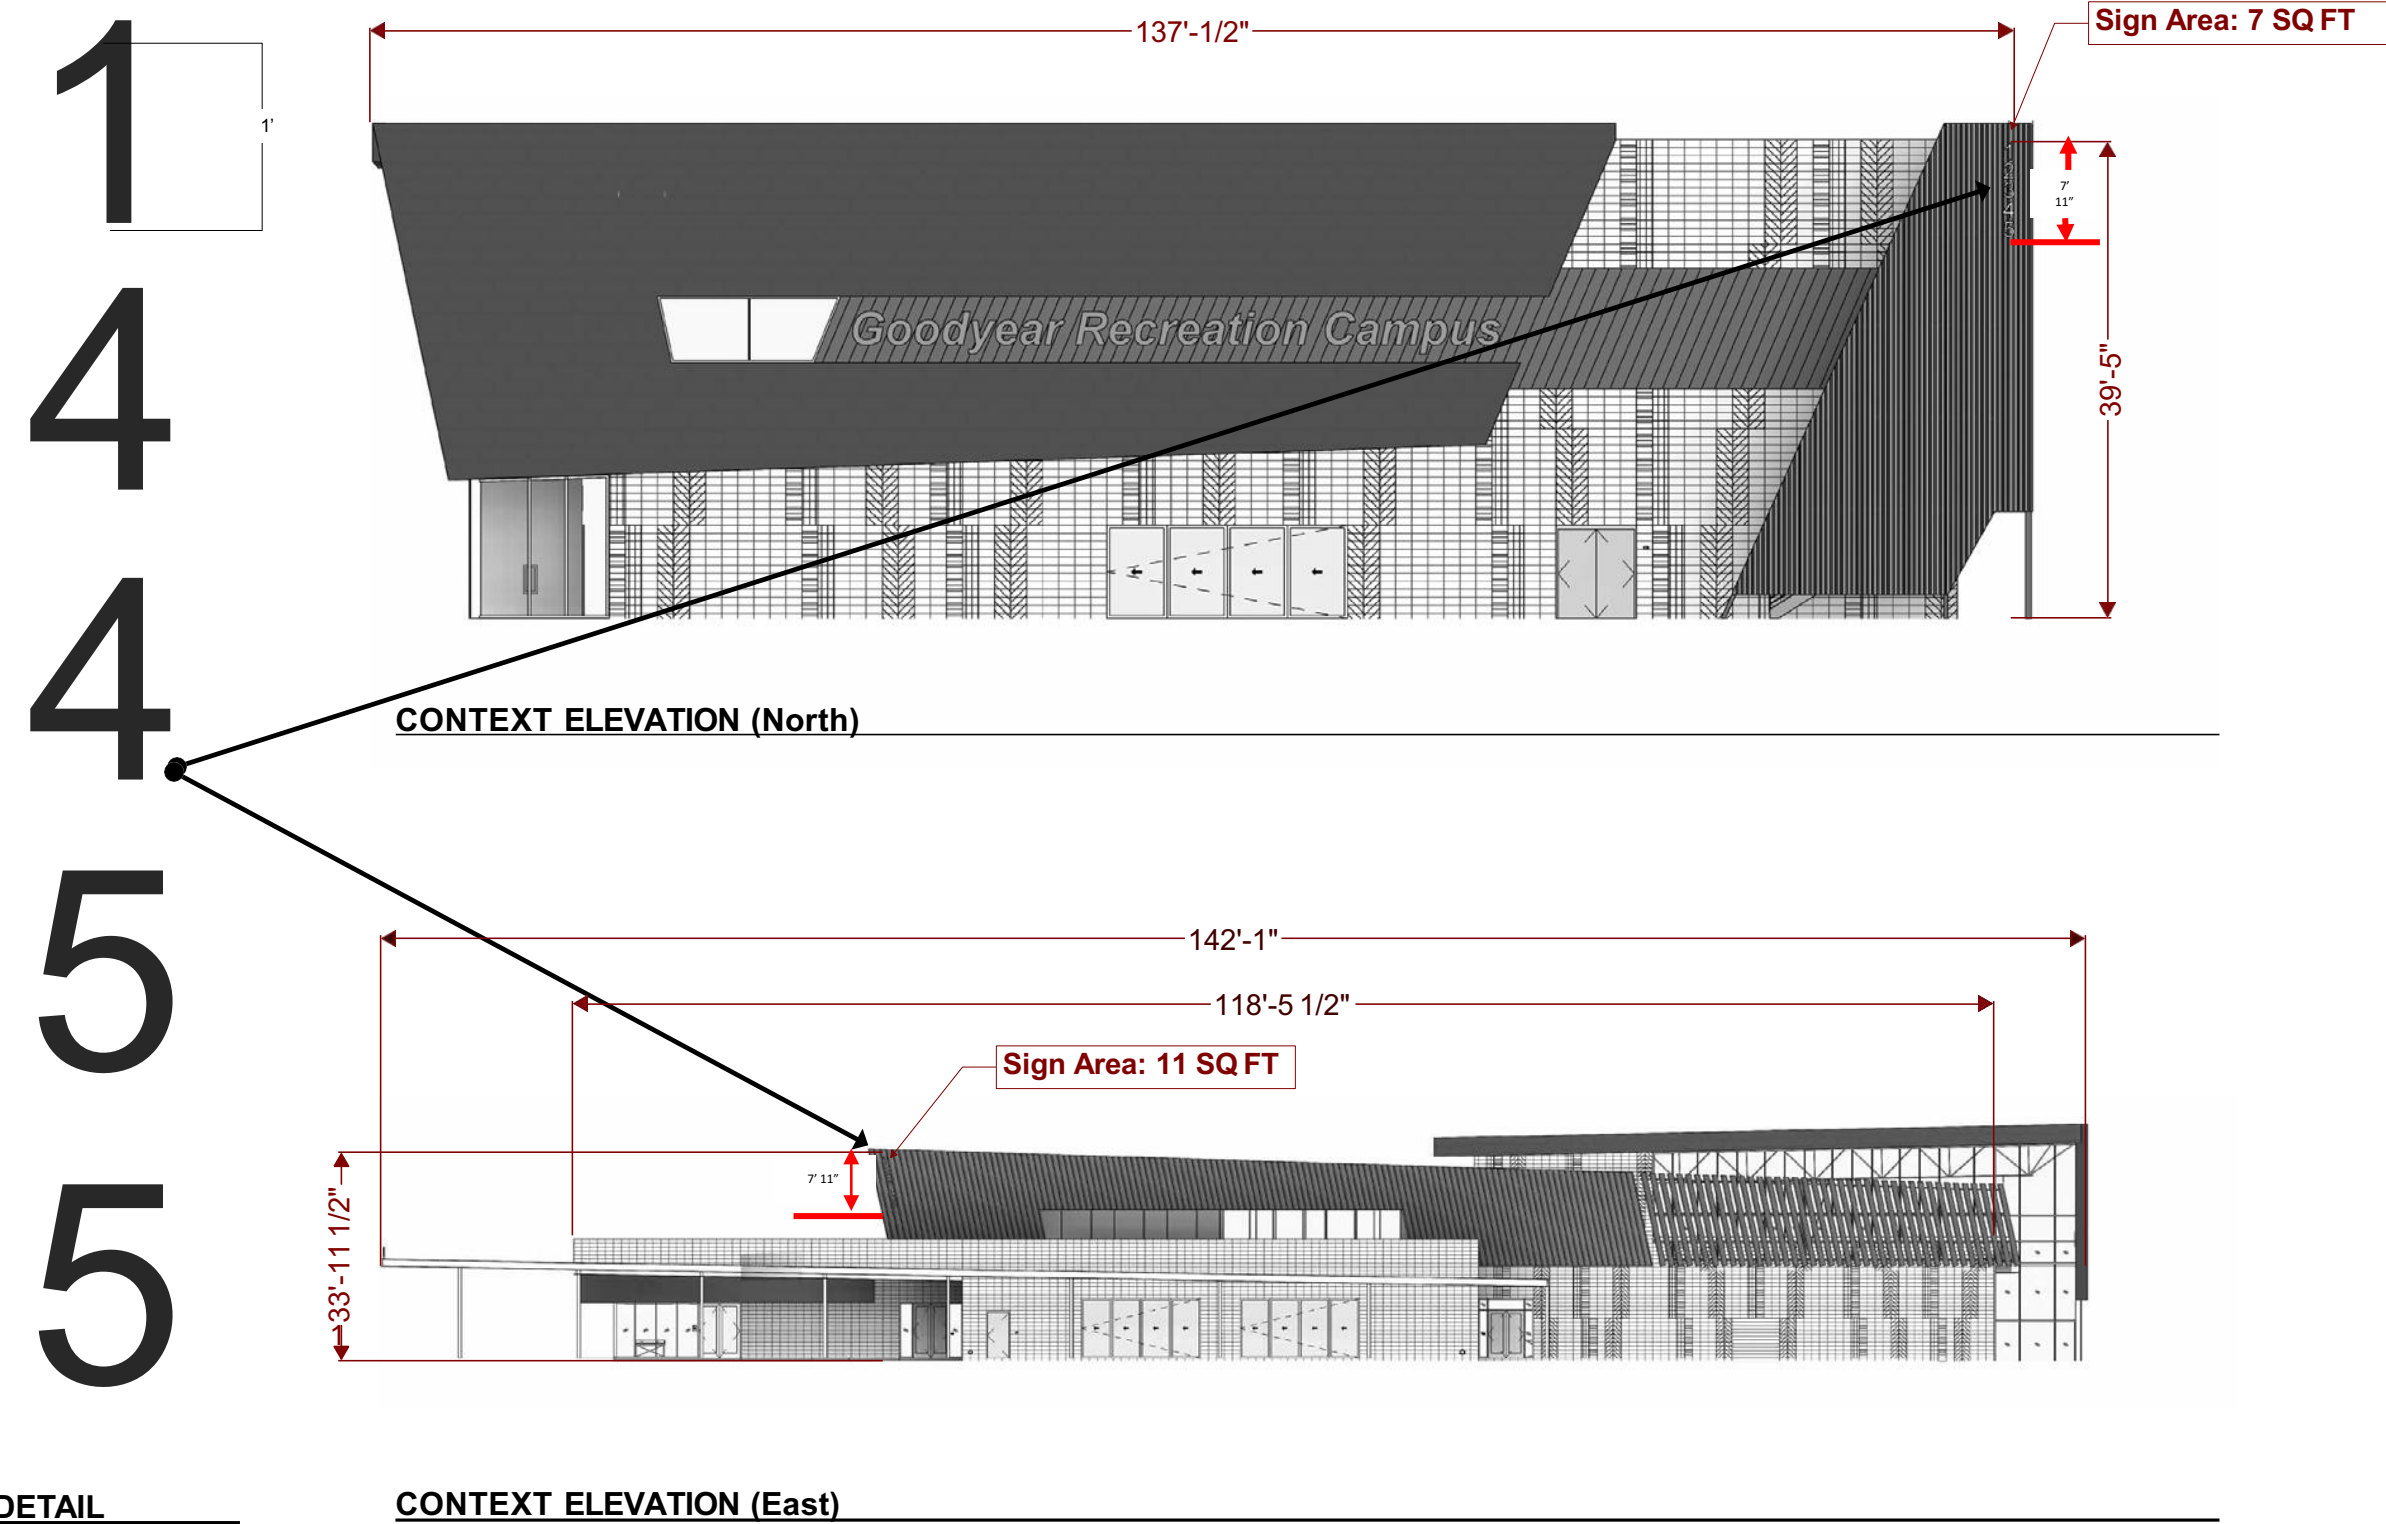 1
4
4
5
5
1'
137'-1/2"
Sign Area: 7 SQ FT
7'
11"
39'-5"
Goodyear Recreation Campus
CONTEXT ELEVATION (North)
142'-1"
118'-5 1/2"
Sign Area: 11 SQ FT
7' 11"
33'-11 1/2"
DETAIL
CONTEXT ELEVATION (East)